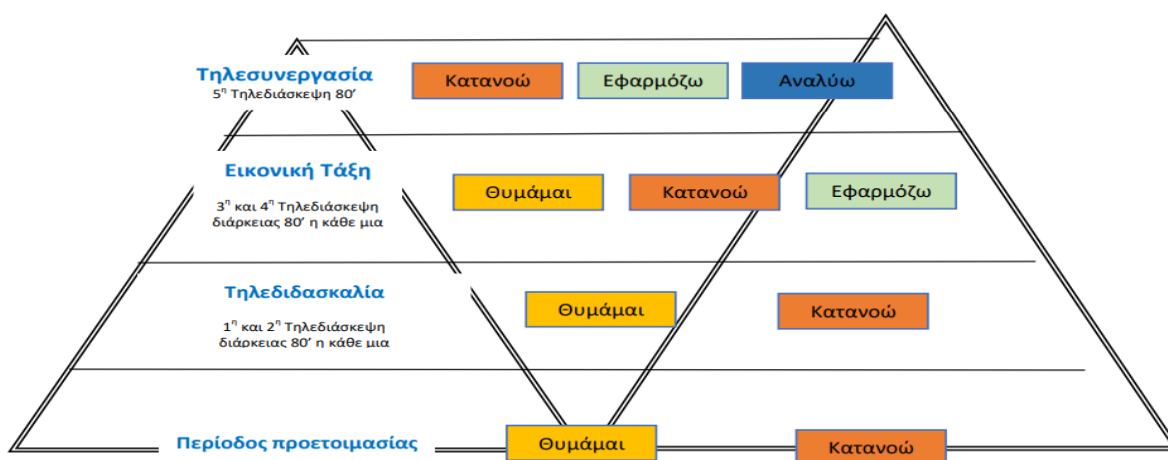 Τηλεσυνεργασία
5η Τηλεδιάσκεψη 80’
Κατανοώ
Εφαρμόζω
Αναλύω
Εικονική Τάξη
3η και 4η Τηλεδιάσκεψη
διάρκειας 80’ η κάθε μια
Θυμάμαι
Κατανοώ
Εφαρμόζω
Τηλεδιδασκαλία
1η και 2η Τηλεδιάσκεψη
διάρκειας 80’ η κάθε μια
Θυμάμαι
Κατανοώ
Περίοδος προετοιμασίας
Θυμάμαι
Κατανοώ